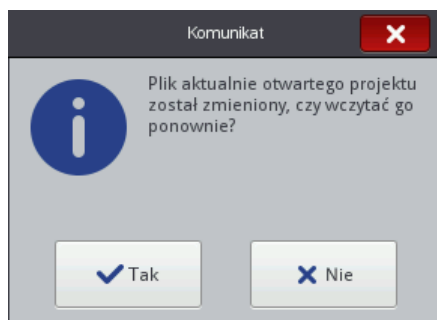 Komunikat
Plik aktualnie otwartego projektu
został zmieniony, czy wczytać go
ponownie?
Tak
Nie